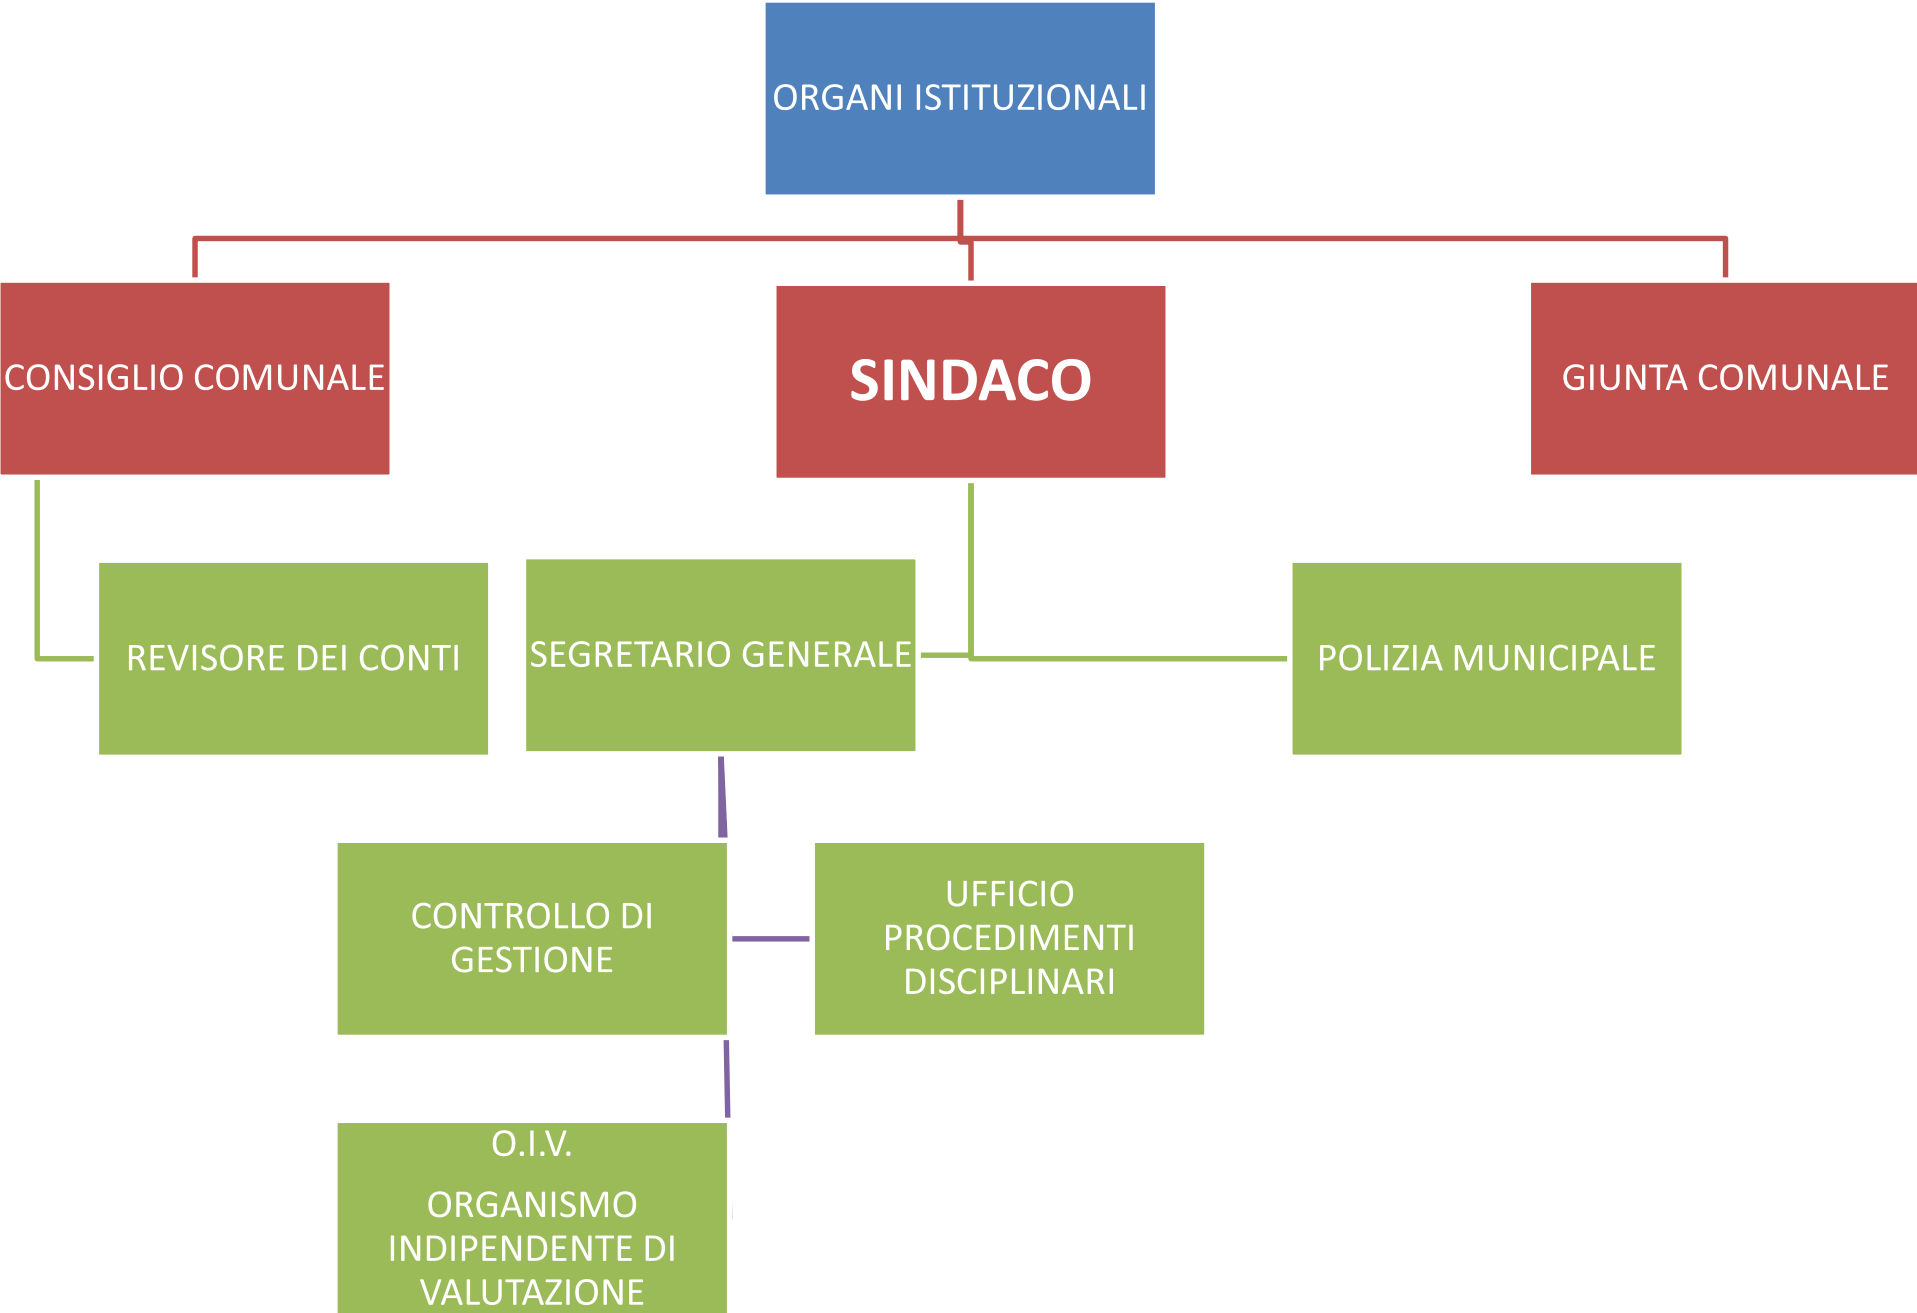 ORGANI ISTITUZIONALI
CONSIGLIO COMUNALE
SINDACO
GIUNTA COMUNALE
REVISORE DEI CONTI
SEGRETARIO GENERALE
POLIZIA MUNICIPALE
CONTROLLO DI
GESTIONE
UFFICIO
PROCEDIMENTI
DISCIPLINARI
O.I.V.
ORGANISMO
INDIPENDENTE DI
VALUTAZIONE